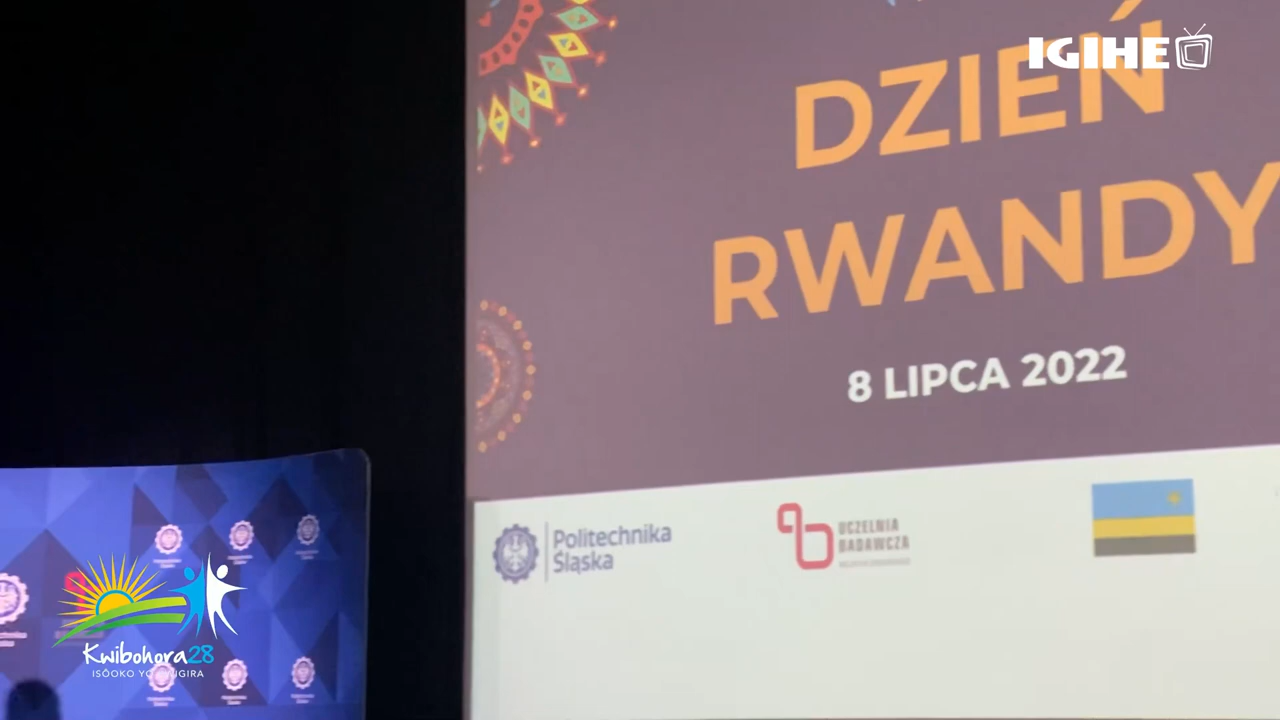 IGIHE
DZIEŃ
RWANDY
8 LIPCA 2022
Politechnika
Śląska
UCZELNIA
BADAWCZA
Kwibohora28